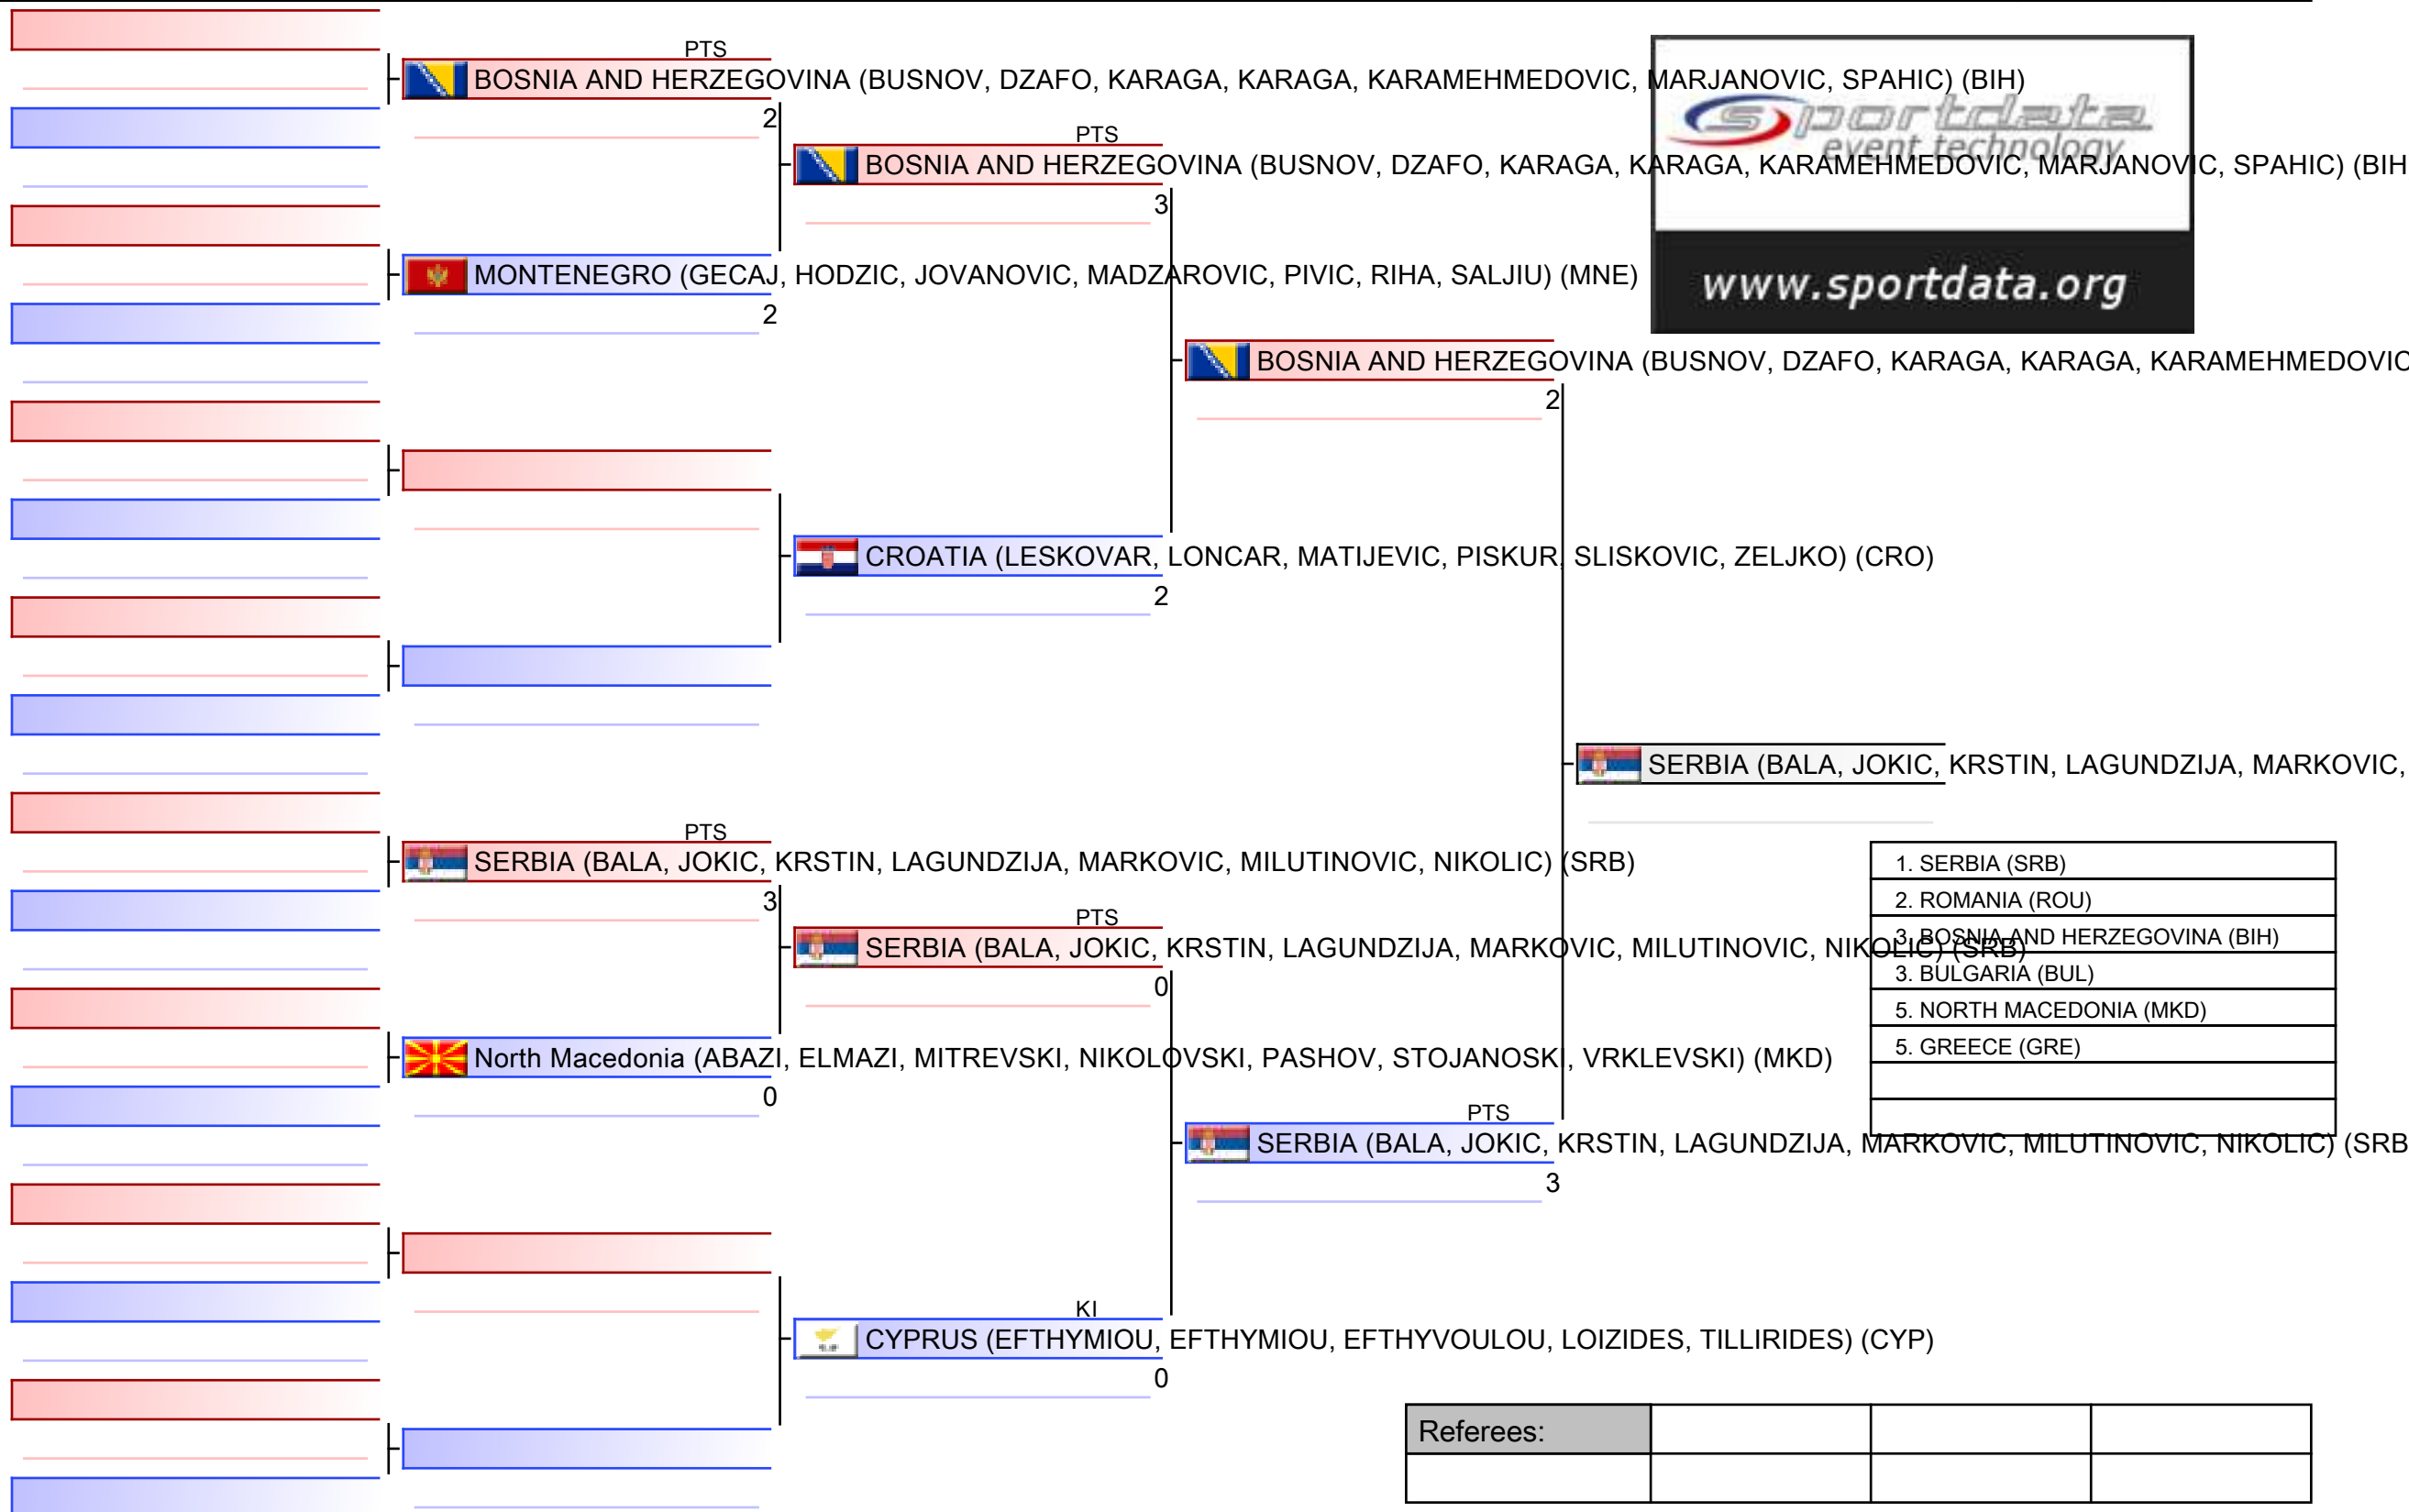 PTS
BOSNIA AND HERZEGOVINA (BUSNOV, DZAFO, KARAGA, KARAGA, KARAMEHMEDOVIC, MARJANOVIC, SPAHIC) (BIH)
2
sportdata
event technology
www.sportdata.org
PTS
BOSNIA AND HERZEGOVINA (BUSNOV, DZAFO, KARAGA, KARAGA, KARAMEHMEDOVIC, MARJANOVIC, SPAHIC) (BIH
3
MONTENEGRO (GECAJ, HODZIC, JOVANOVIC, MADZAROVIC, PIVIC, RIHA, SALJIU) (MNE)
2
BOSNIA AND HERZEGOVINA (BUSNOV, DZAFO, KARAGA, KARAGA, KARAMEHMEDOVIC
2
CROATIA (LESKOVAR, LONCAR, MATIJEVIC, PISKUR, SLISKOVIC, ZELJKO) (CRO)
2
SERBIA (BALA, JOKIC, KRSTIN, LAGUNDZIJA, MARKOVIC,
PTS
SERBIA (BALA, JOKIC, KRSTIN, LAGUNDZIJA, MARKOVIC, MILUTINOVIC, NIKOLIC) (SRB)
3
1. SERBIA (SRB)
2. ROMANIA (ROU)
3. BOSNIA AND HERZEGOVINA (BIH)
3. BULGARIA (BUL)
5. NORTH MACEDONIA (MKD)
5. GREECE (GRE)
PTS
SERBIA (BALA, JOKIC, KRSTIN, LAGUNDZIJA, MARKOVIC, MILUTINOVIC, NIKOLIC) (SRB)
0
North Macedonia (ABAZI, ELMAZI, MITREVSKI, NIKOLOVSKI, PASHOV, STOJANOSKI, VRKLEVSKI) (MKD)
0
PTS
SERBIA (BALA, JOKIC, KRSTIN, LAGUNDZIJA, MARKOVIC, MILUTINOVIC, NIKOLIC) (SRB
3
KI
CYPRUS (EFTHYMIOU, EFTHYMIOU, EFTHYVOULOU, LOIZIDES, TILLIRIDES) (CYP)
0
Referees: